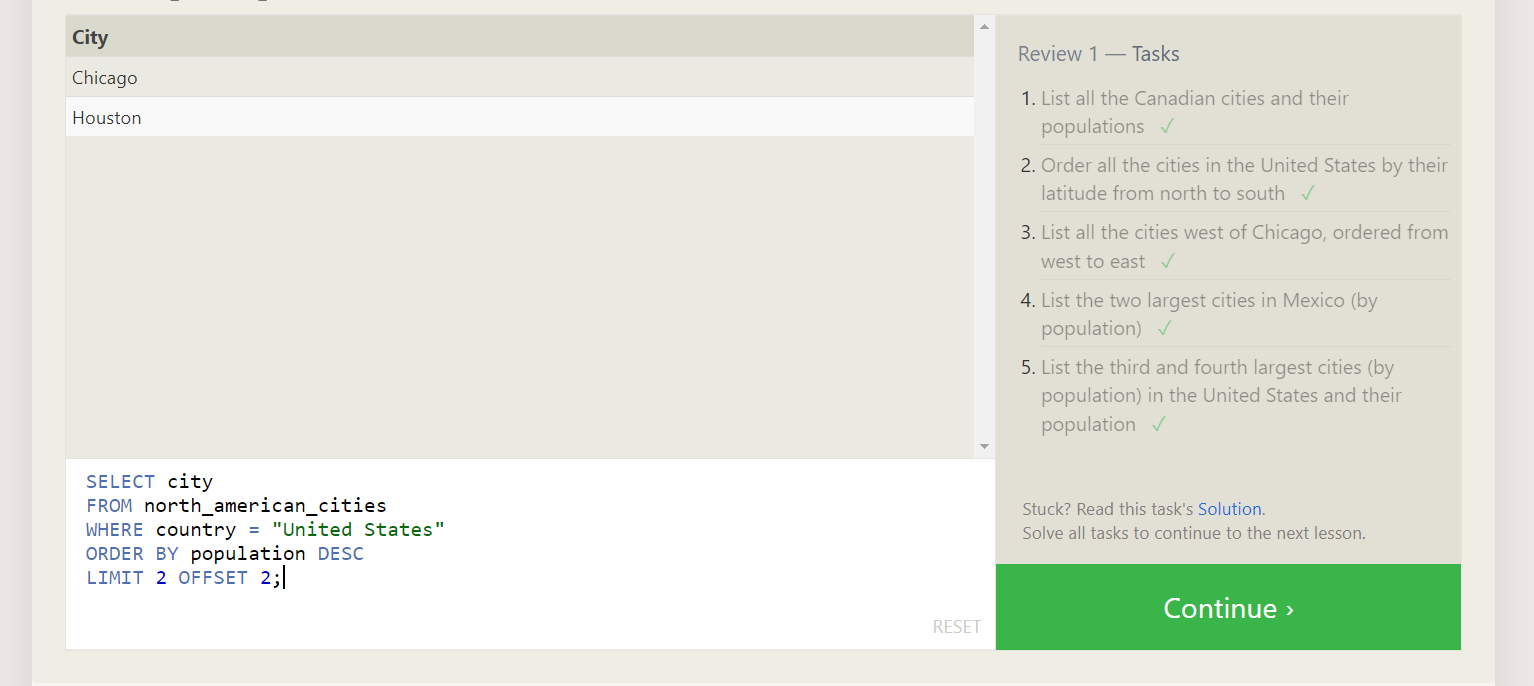 City
Chicago
Houston
SELECT city
FROM north_american_cities
WHERE country = "United States"
ORDER BY population DESC
LIMIT 2 OFFSET 2;
RESET
Review 1 — Tasks
1. List all the Canadian cities and their
populations ✓
2. Order all the cities in the United States by their
latitude from north to south ✓
3. List all the cities west of Chicago, ordered from
west to east ✓
4. List the two largest cities in Mexico (by
population) ✓
5. List the third and fourth largest cities (by
population) in the United States and their
population ✓
Stuck? Read this task's Solution.
Solve all tasks to continue to the next lesson.
Continue ›